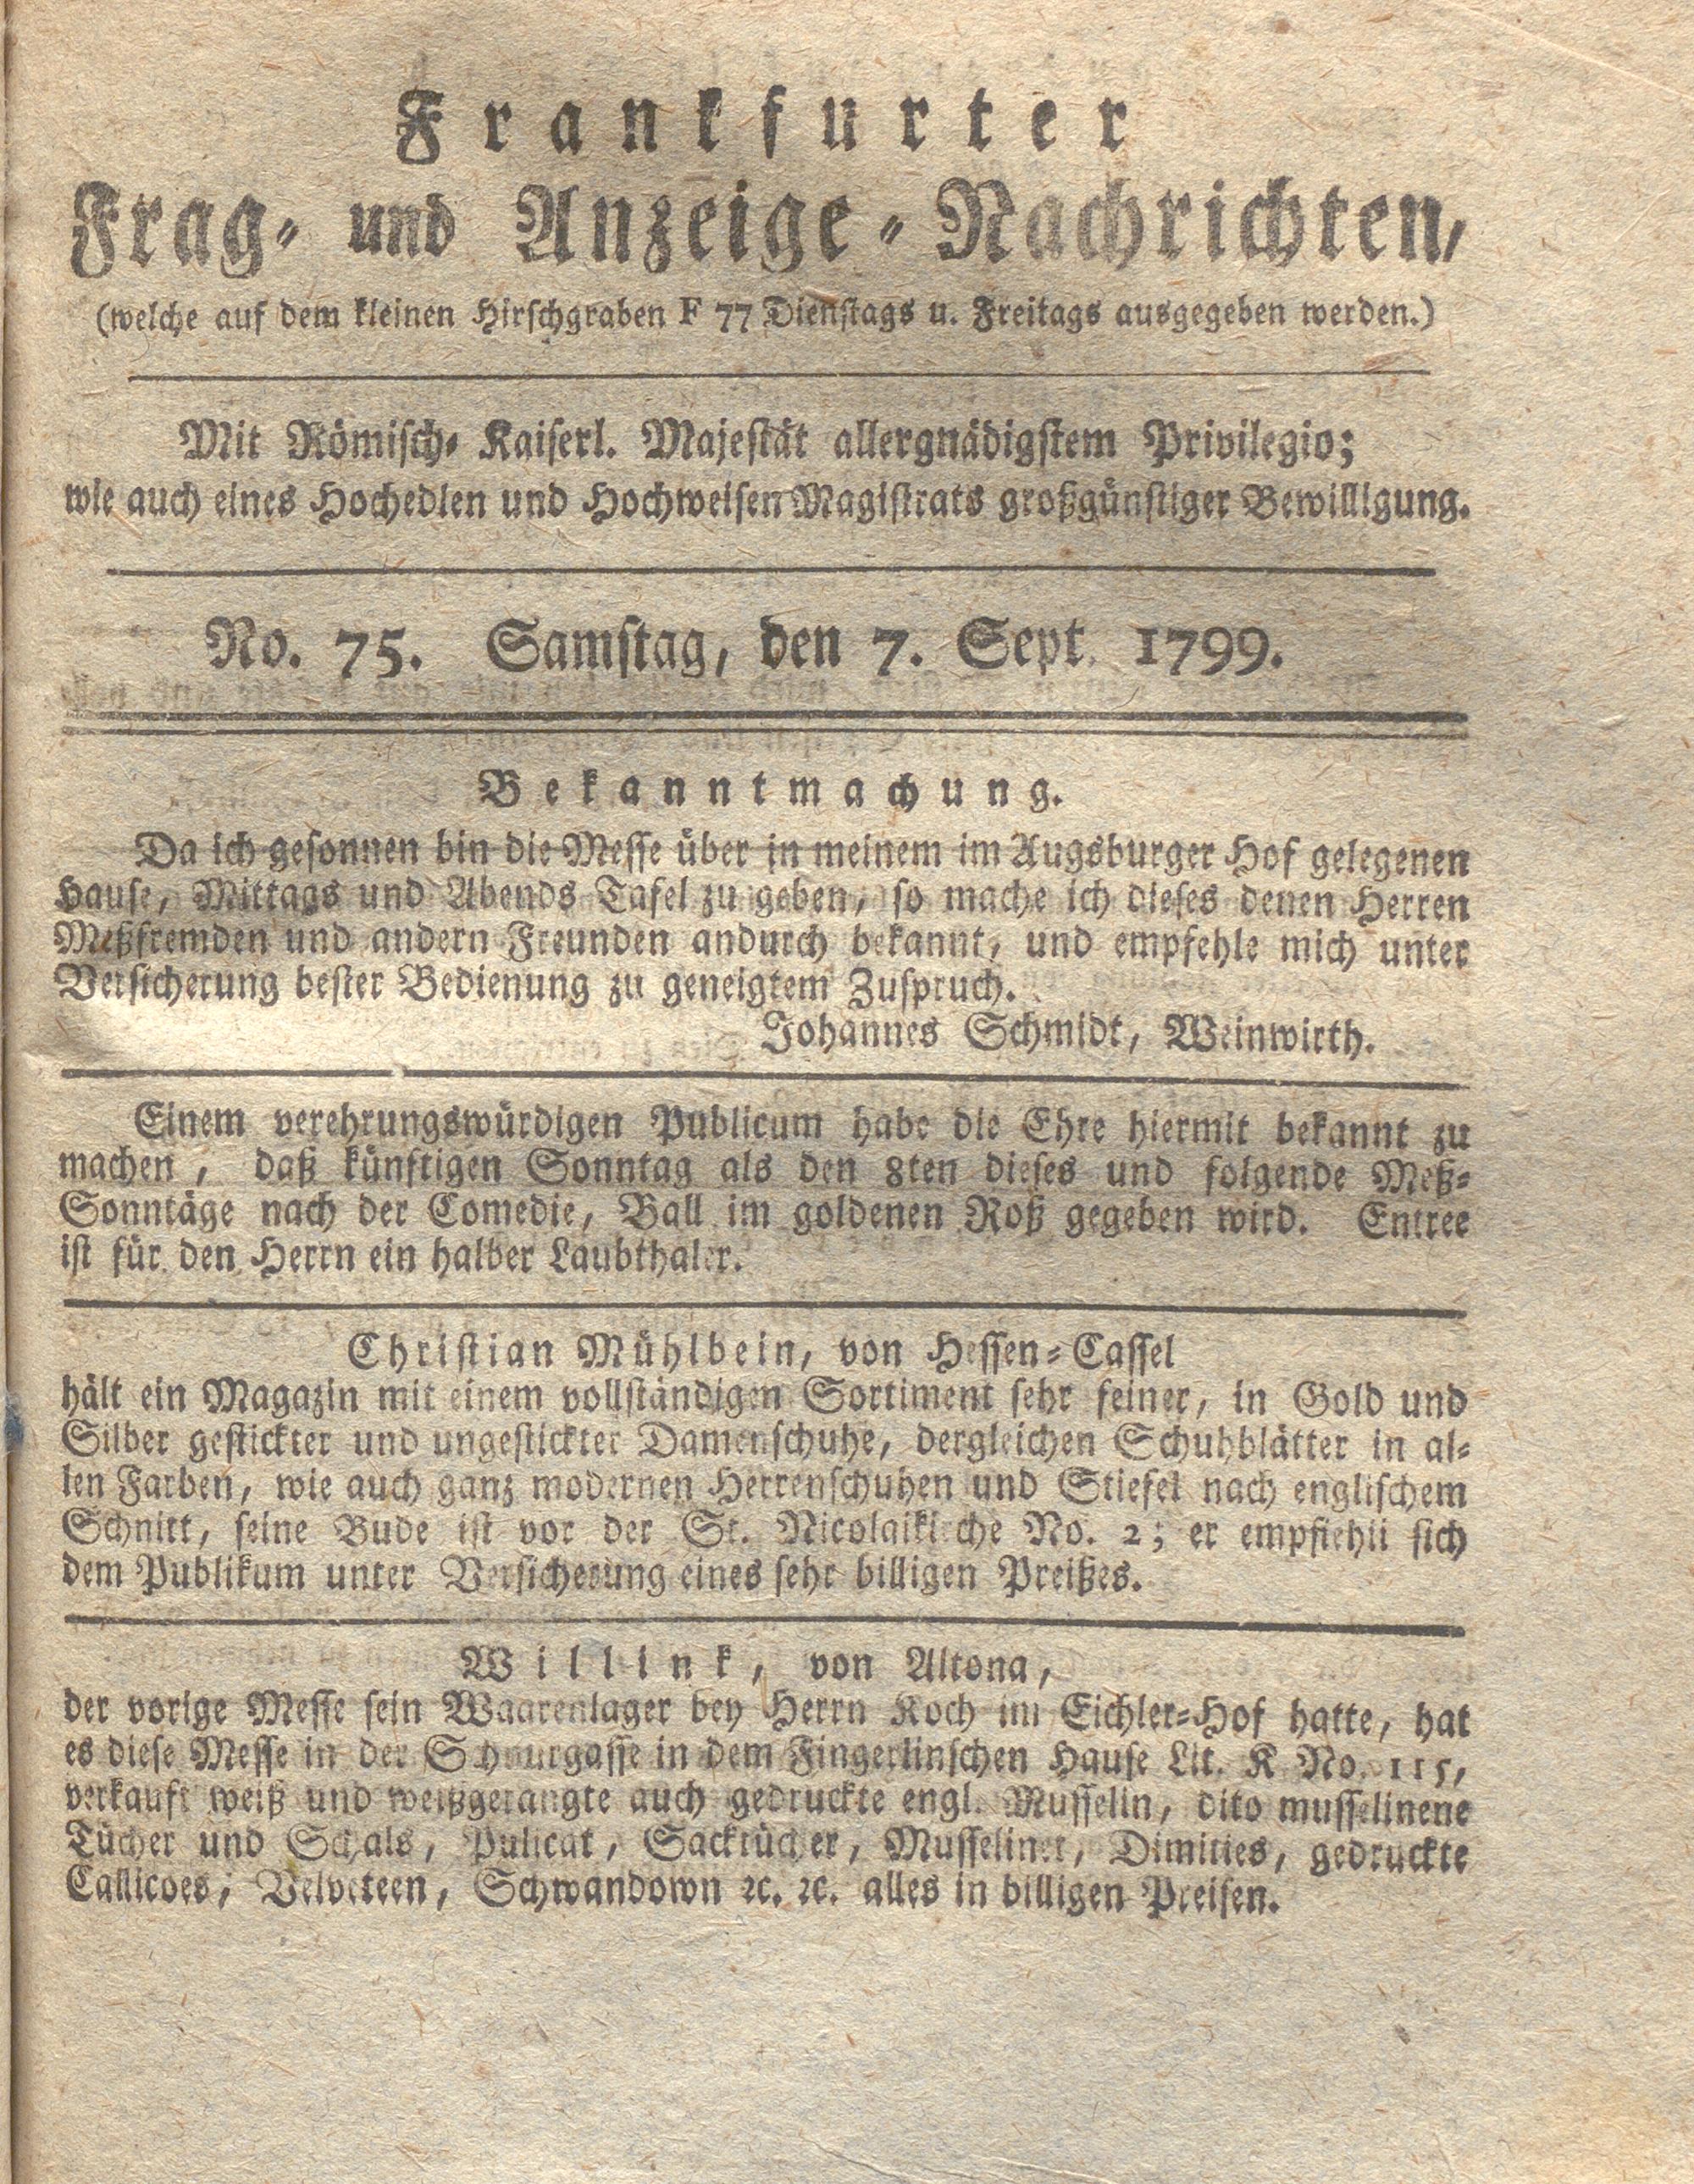 Frankfurter
Frag- und Anzeige-Nachrichten,
(welche auf dem kleinen Hirschgraben F 77 Dienstags u. Freitags ausgegeben werden.)
Mit Römisch-Kaiserl. Majestät allergnädigstem Privilegio;
wie auch eines Hochedlen und Hochweisen Magistrats großgünstiger Bewilligung.
No. 75. Samstag, den 7. Sept. 1799.
Bekanntmachung.
Da ich gesonnen bin die Messe über in meinem im Augsburger Hof gelegenen
Hause, Mittags und Abends Tafel zu geben, so mache ich dieses denen Herren
Meßfremden und andern Freunden andurch bekannt, und empfehle mich unter
Versicherung bester Bedienung zu geneigtem Zuspruch.
Johannes Schmidt, Weinwirth.
Einem verehrungswürdigen Publicum habe die Ehre hiermit bekannt zu
machen, daß künftigen Sonntag als den 8ten dieses und folgende Meß-
Sonntäge nach der Comedie, Ball im goldenen Roß gegeben wird. Entree
ist für den Herrn ein halber Laubthaler.
Christian Mühlbein, von Hessen-Cassel
hält ein Magazin mit einem vollständigen Sortiment sehr feiner, in Gold und
Silber gestickter und ungestickter Damenschuhe, dergleichen Schuhblätter in al-
len Farben, wie auch ganz modernen Herrenschuhen und Stiefel nach englischem
Schnitt, seine Bude ist vor der St. Nicolaikirche No. 2; er empfiehlt sich
dem Publikum unter Versicherung eines sehr billigen Preißes.
Willink, von Altona,
der vorige Messe sein Waarenlager bey Herrn Koch im Eichler-Hof hatte, hat
es diese Messe in der Schnurgasse in dem Fingerlinschen Hause Lit. K No. 115,
verkauft weiß und weißgerangte auch gedruckte engl. Musselin, dito musselinene
Tücher und Schals, Pulicat, Sacktücher, Musselinet, Dimities, gedruckte
Callicoes, Velveteen, Schwandown ꝛc. ꝛc. alles in billigen Preisen.